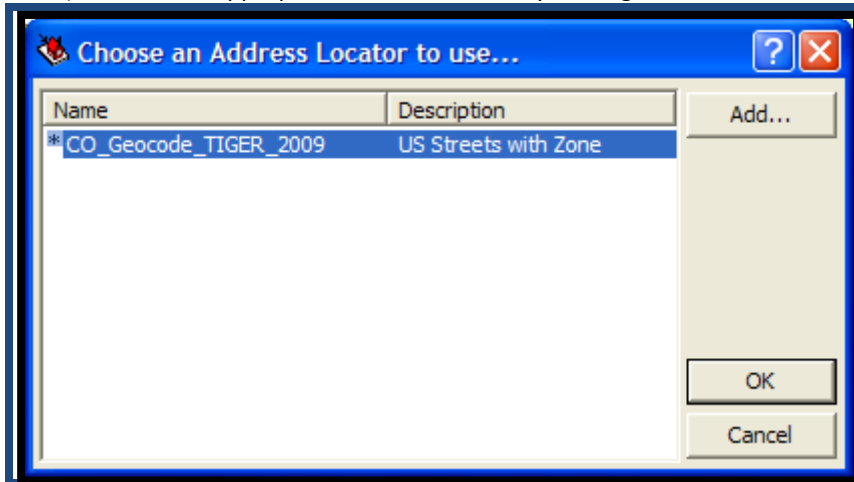 Choose an Address Locator to use...
Name Description Add...
* CO_Geocode_TIGER_2009 US Streets with Zone
OK
Cancel